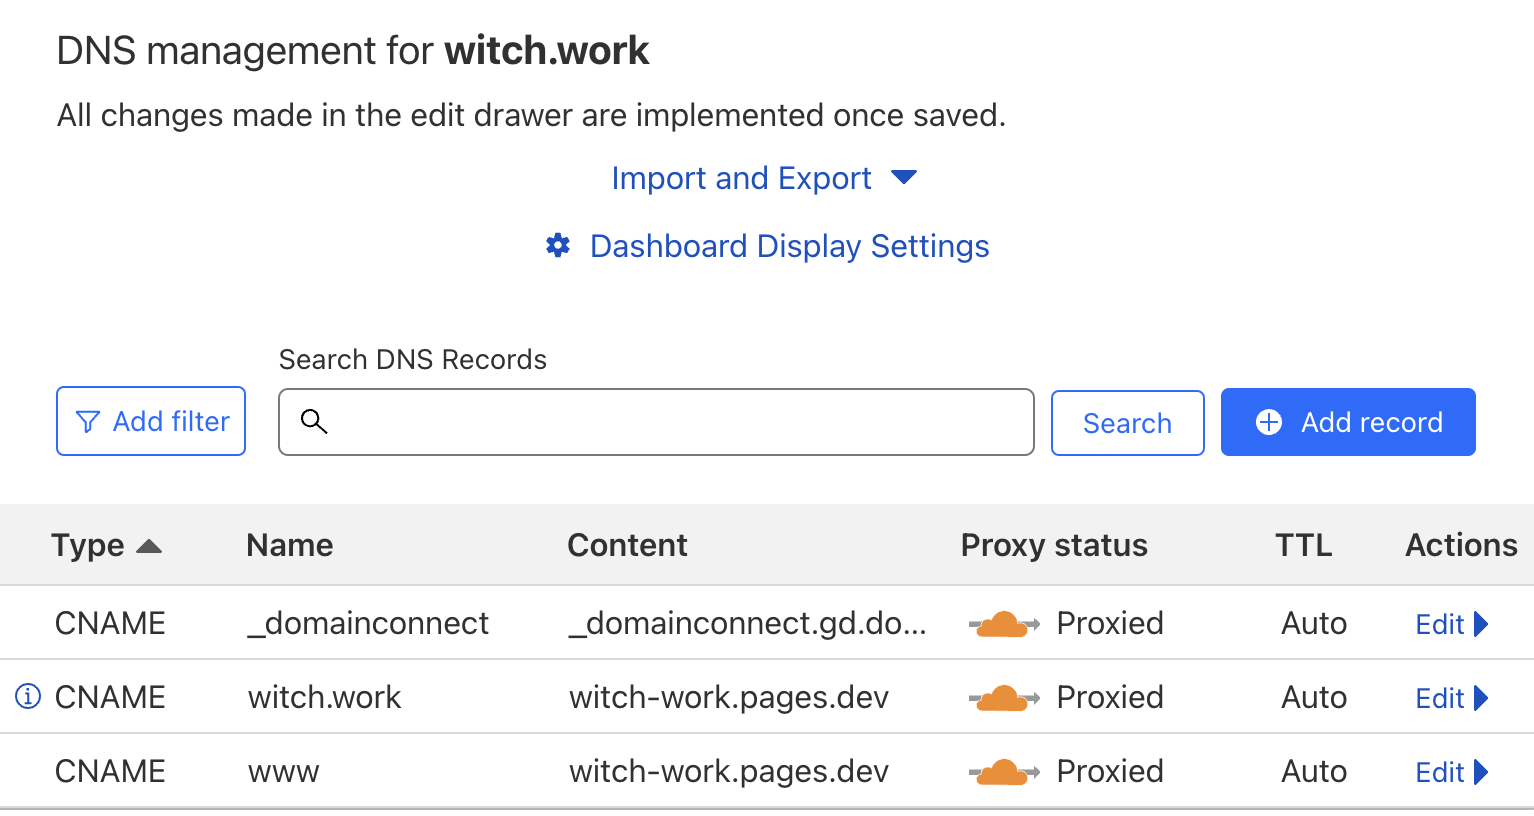 DNS management for witch.work
All changes made in the edit drawer are implemented once saved.
Import and Export
Dashboard Display Settings
Search DNS Records
Add filter Search Add record
Type Name Content Proxy status TTL Actions
CNAME _domainconnect _domainconnect.gd.do... Proxied Auto Edit
CNAME witch.work witch-work.pages.dev Proxied Auto Edit
CNAME www witch-work.pages.dev Proxied Auto Edit